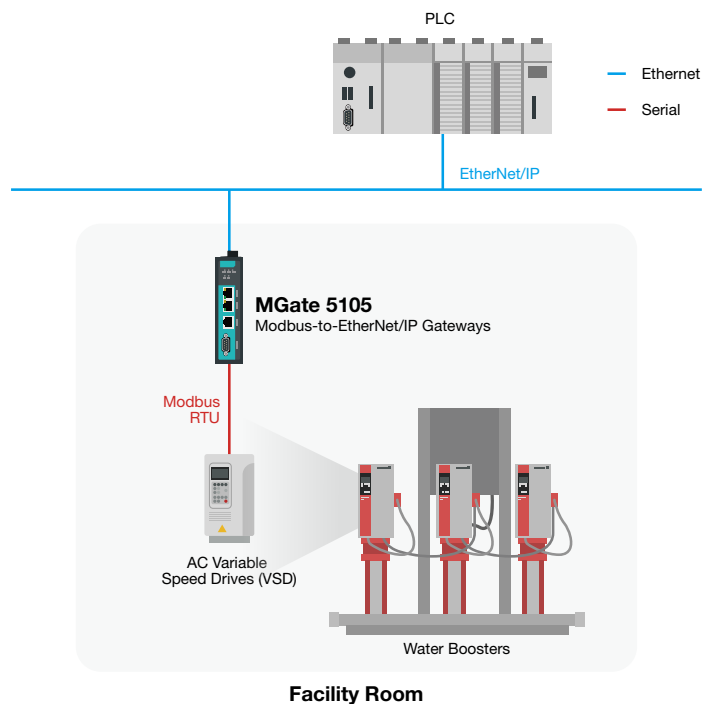 PLC
Ethernet
Serial
EtherNet/IP
MGate 5105
Modbus-to-EtherNet/IP Gateways
Modbus
RTU
AC Variable
Speed Drives (VSD)
Water Boosters
Facility Room